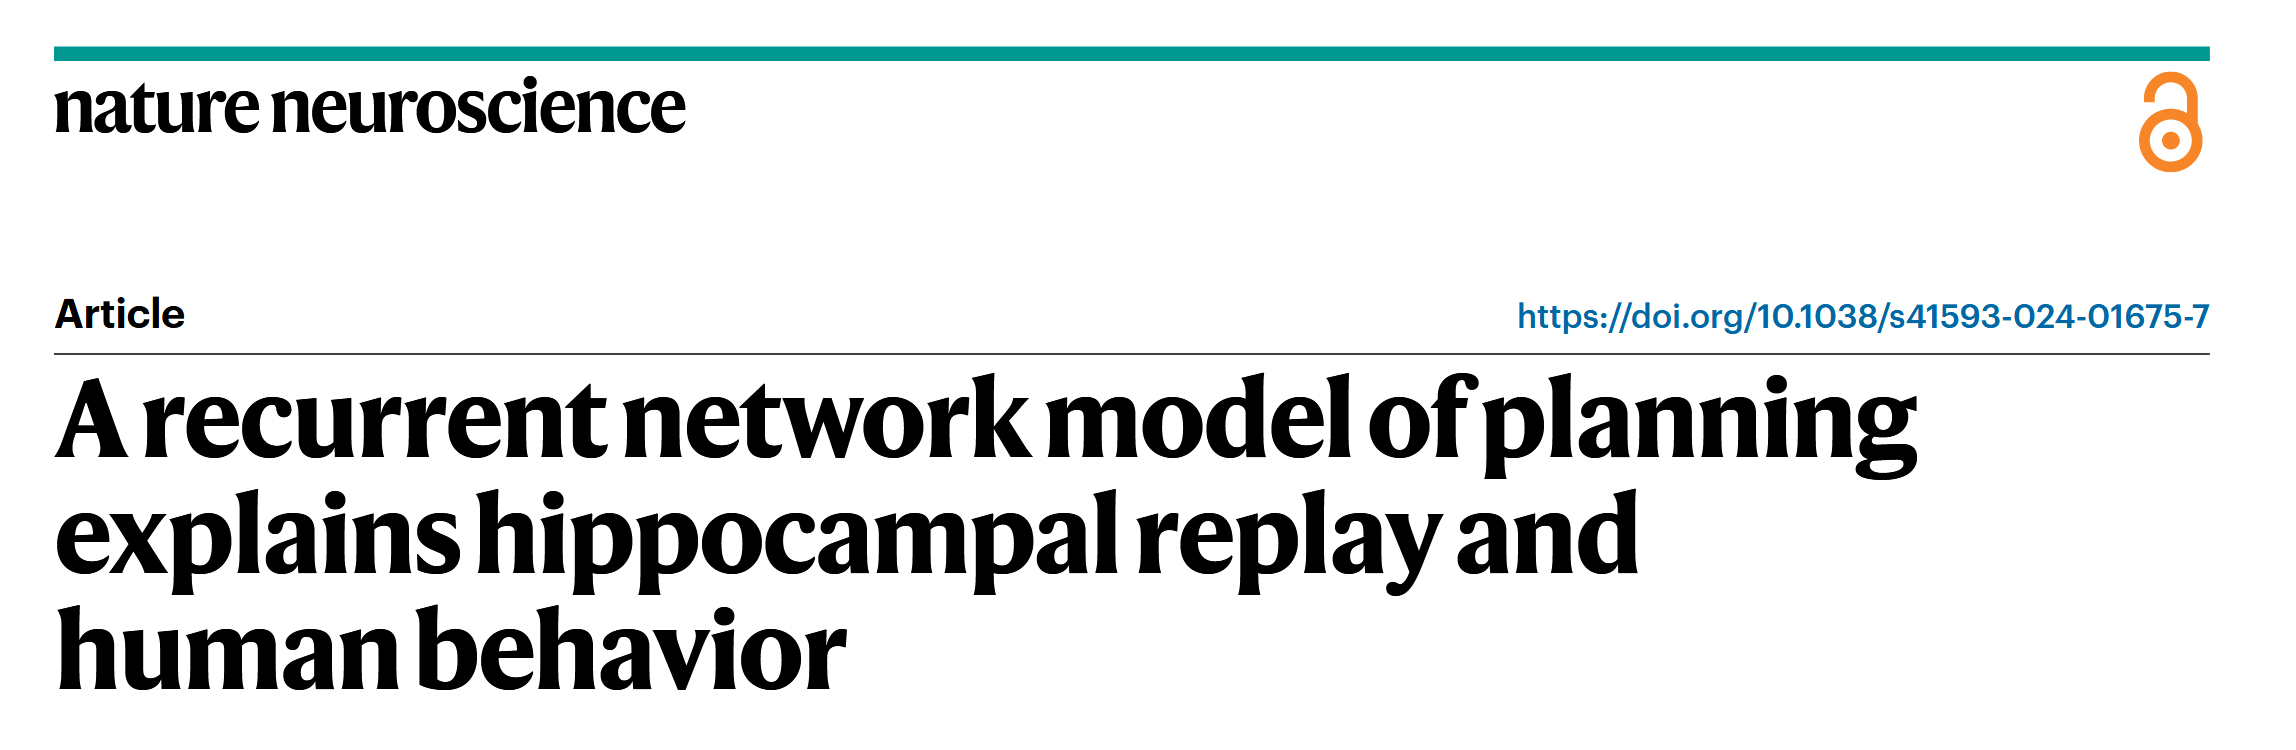 nature neuroscience
Article
https://doi.org/10.1038/s41593-024-01675-7
A recurrent network model of planning
explains hippocampal replay and
human behavior